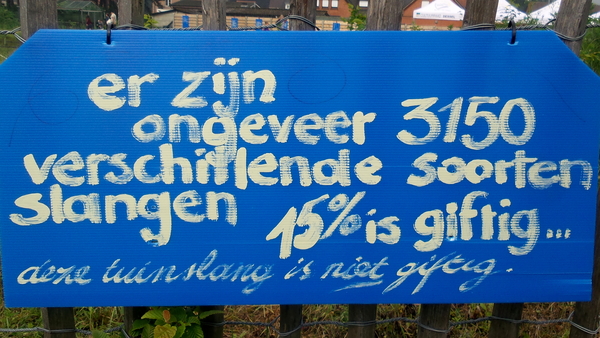 er zijn
ongeveer 3150
verschillende soorten
slangen 15% is giftig...
deze tuinslang is niet giftig.